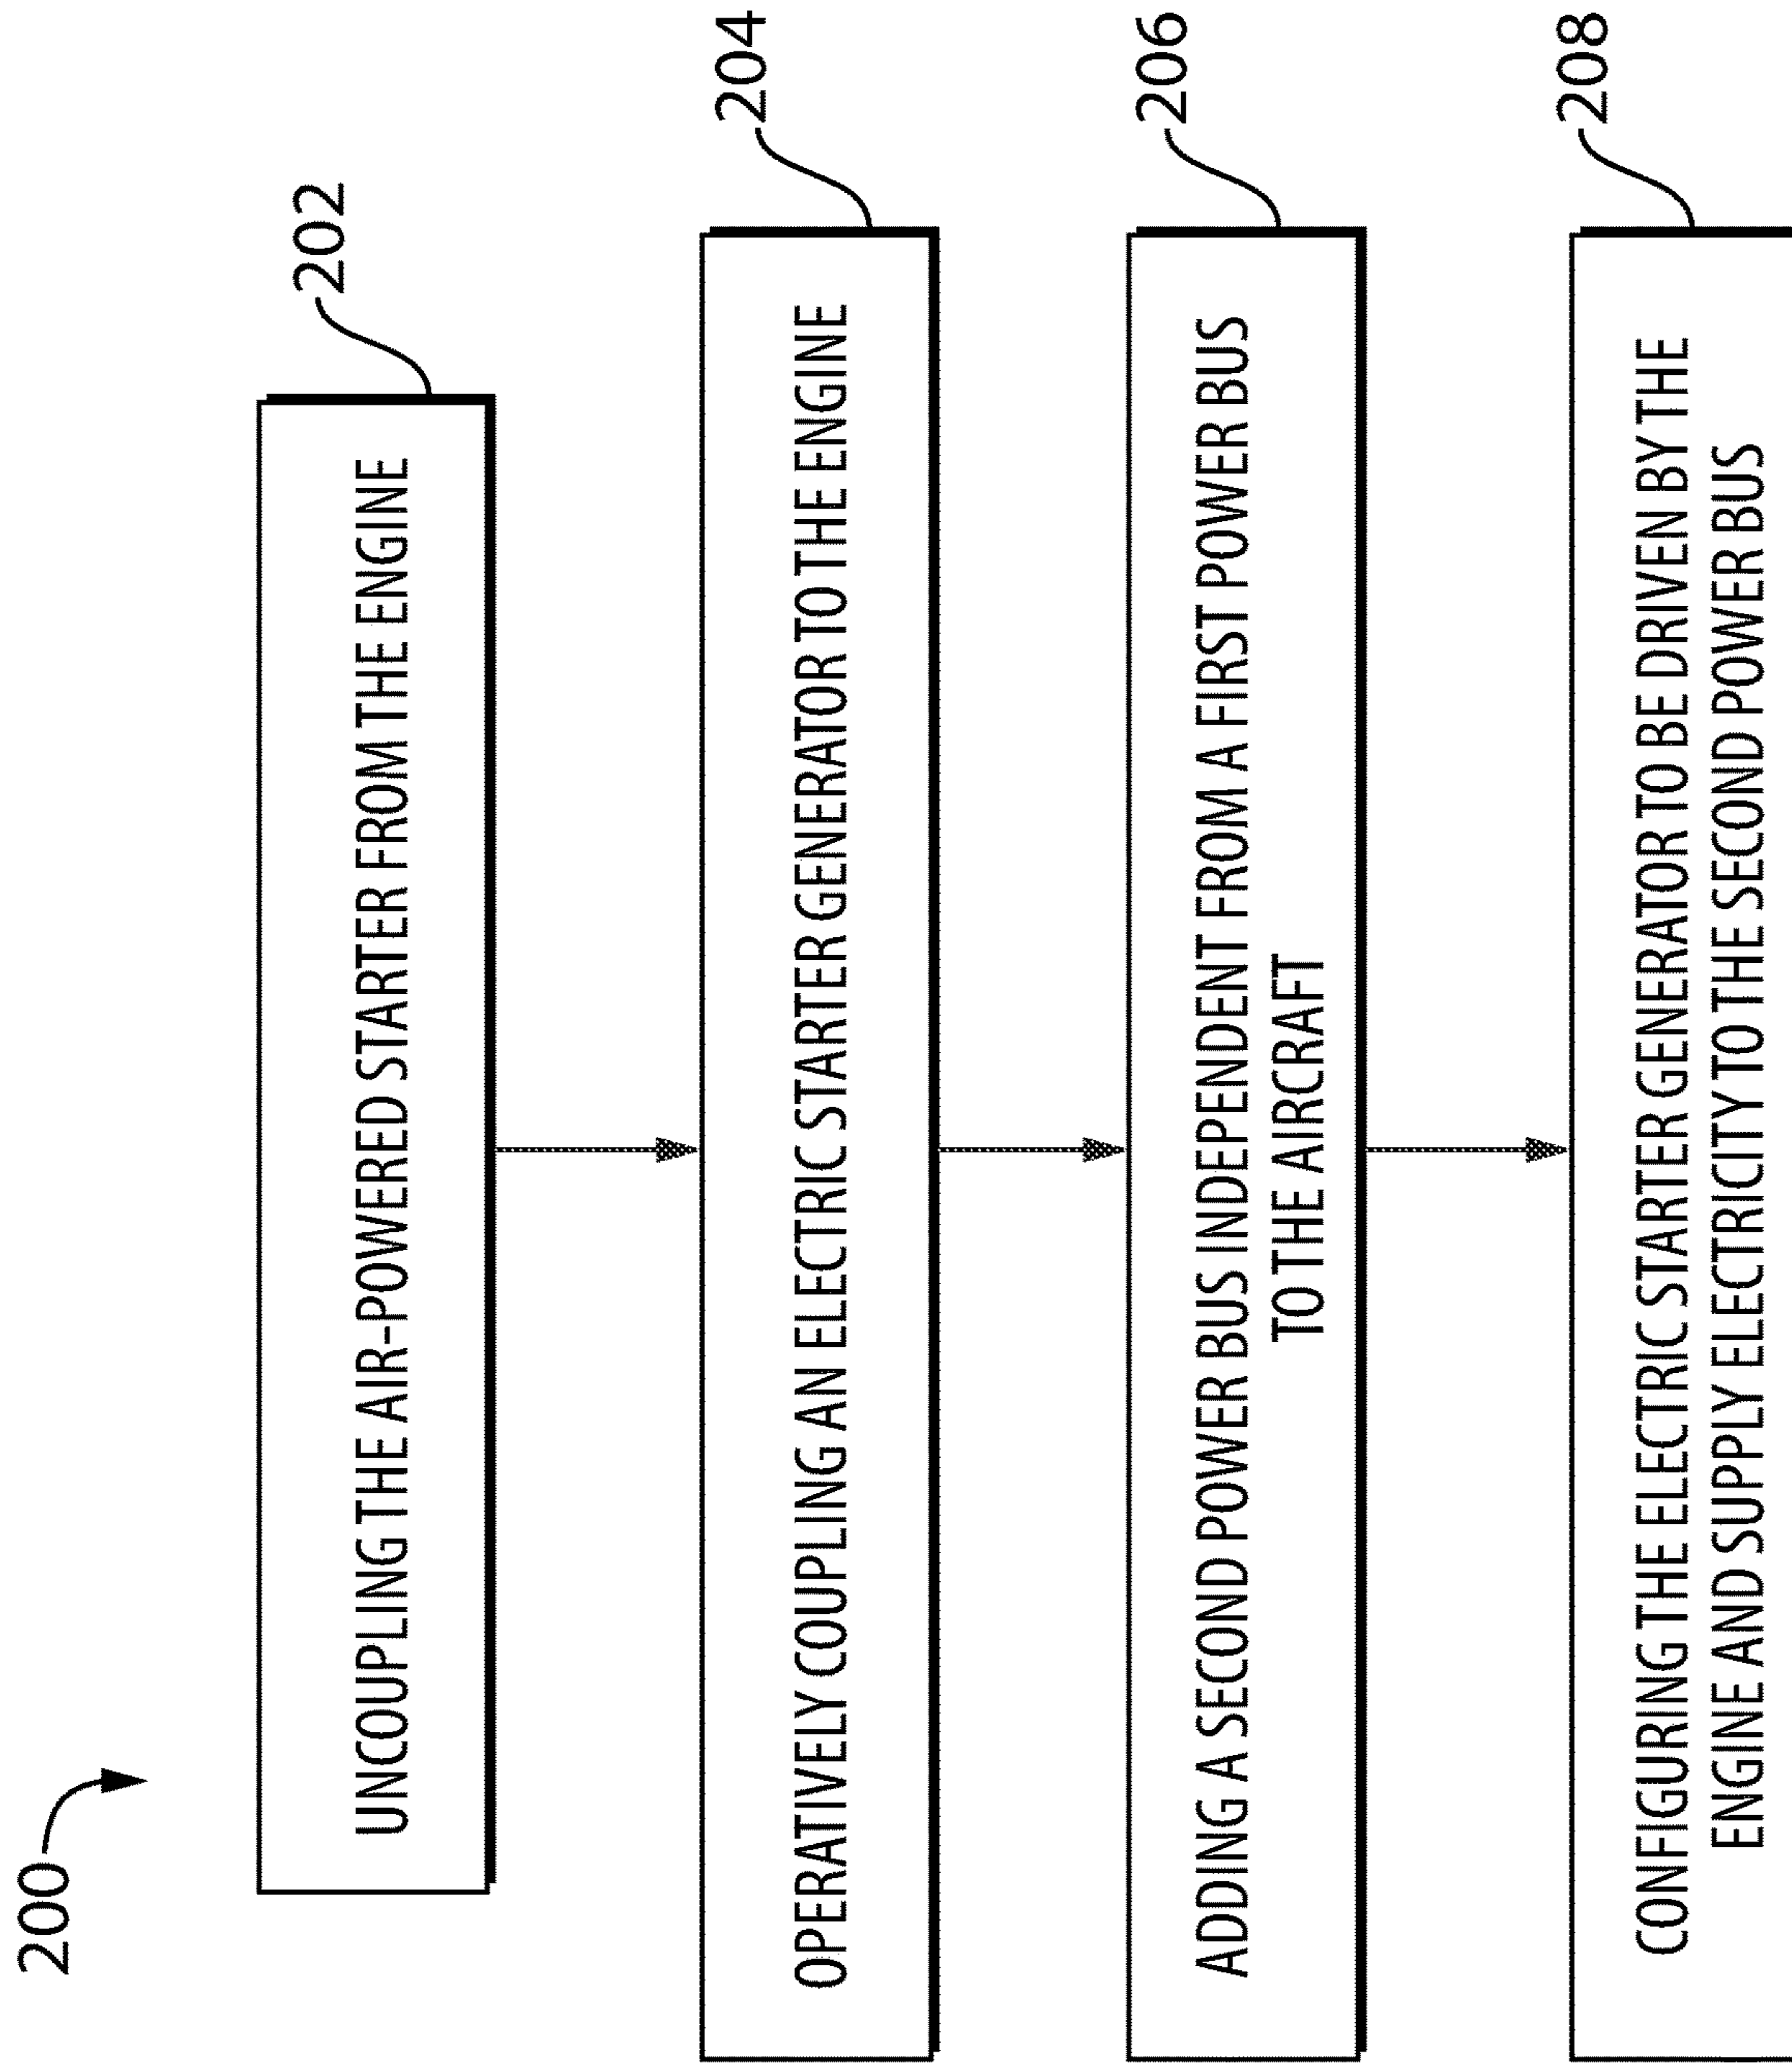 200
202
UNCOUPLING THE AIR-POWERED STARTER FROM THE ENGINE
204
OPERATIVELY COUPLING AN ELECTRIC STARTER GENERATOR TO THE ENGINE
206
ADDING A SECOND POWER BUS INDEPENDENT FROM A FIRST POWER BUS
TO THE AIRCRAFT
208
CONFIGURING THE ELECTRIC STARTER GENERATOR TO BE DRIVEN BY THE
ENGINE AND SUPPLY ELECTRICITY TO THE SECOND POWER BUS